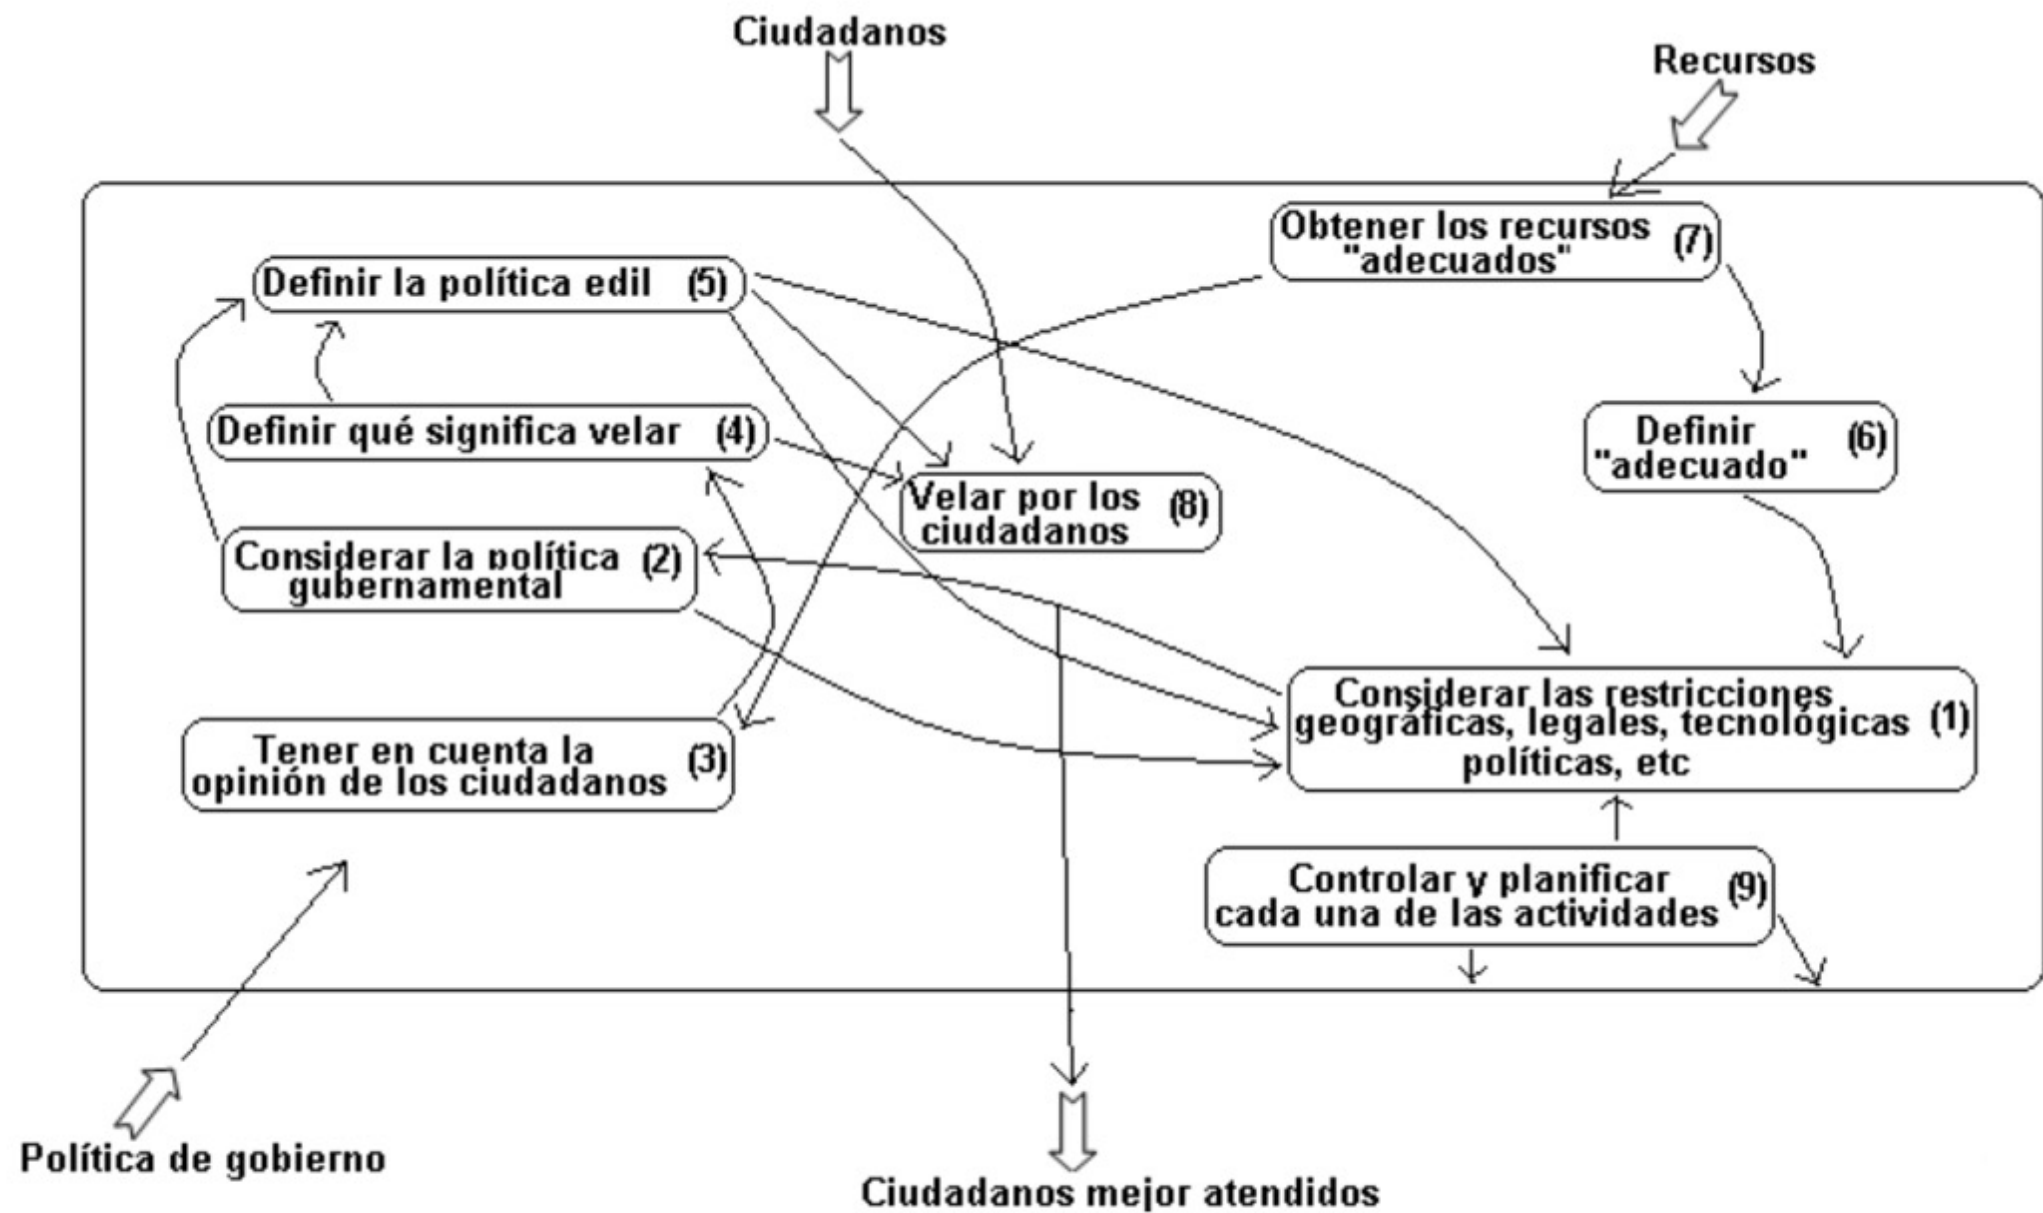 Ciudadanos
Recursos
Obtener los recursos (7)
"adecuados"
Definir la política edil (5)
Definir qué significa velar (4)
Definir (6)
"adecuado"
Velar por los (8)
ciudadanos
Considerar la política (2)
gubernamental
Considerar las restricciones
geográficas, legales, tecnológicas (1)
políticas, etc
Tener en cuenta la (3)
opinión de los ciudadanos
Controlar y planificar (9)
cada una de las actividades
Política de gobierno
Ciudadanos mejor atendidos